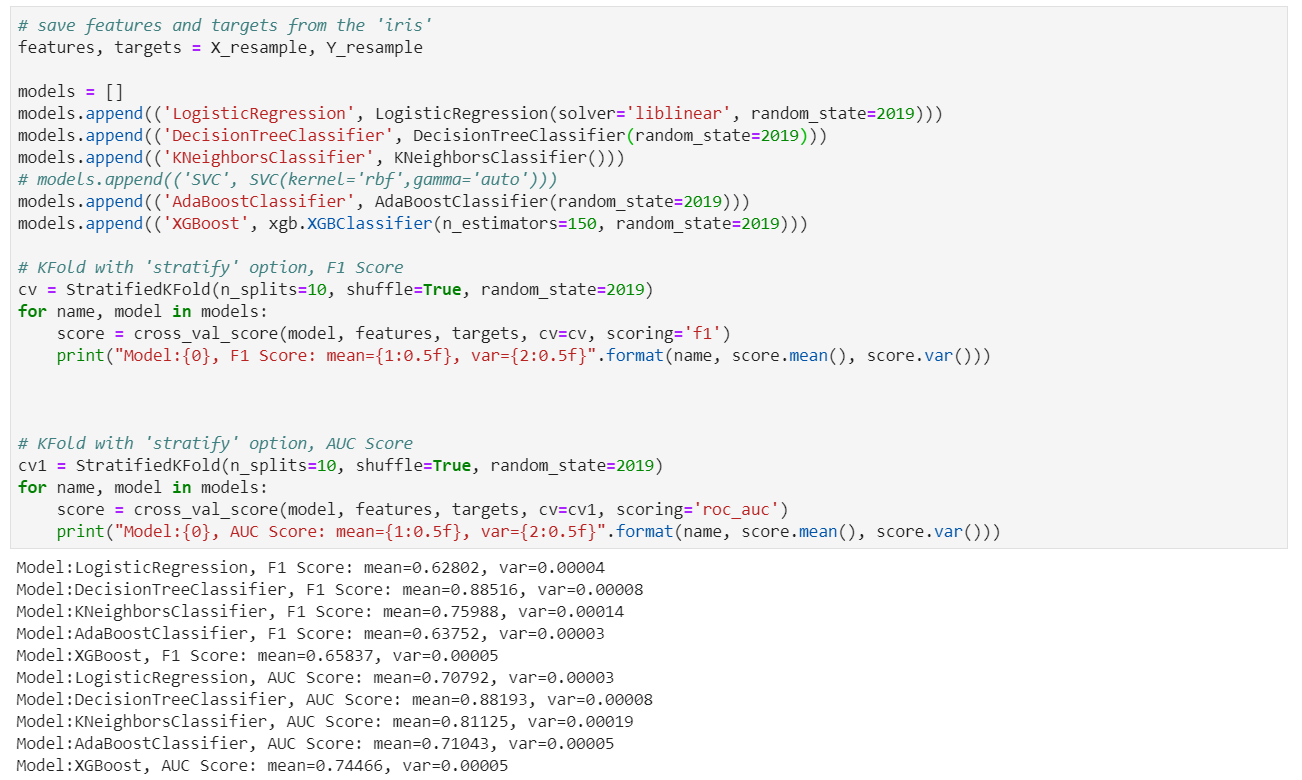 # save features and targets from the 'iris'
features, targets = X_resample, Y_resample
models = []
models.append(('LogisticRegression', LogisticRegression(solver='liblinear', random_state=2019)))
models.append(('DecisionTreeClassifier', DecisionTreeClassifier(random_state=2019)))
models.append(('KNeighborsClassifier', KNeighborsClassifier()))
# models.append(('SVC', SVC(kernel='rbf',gamma='auto')))
models.append(('AdaBoostClassifier', AdaBoostClassifier(random_state=2019)))
models.append(('XGBoost', xgb.XGBClassifier(n_estimators=150, random_state=2019)))
# KFold with 'stratify' option, F1 Score
cv = StratifiedKFold(n_splits=10, shuffle=True, random_state=2019)
for name, model in models:
    score = cross_val_score(model, features, targets, cv=cv, scoring='f1')
    print("Model:{0}, F1 Score: mean={1:0.5f}, var={2:0.5f}".format(name, score.mean(), score.var()))
# KFold with 'stratify' option, AUC Score
cv1 = StratifiedKFold(n_splits=10, shuffle=True, random_state=2019)
for name, model in models:
    score = cross_val_score(model, features, targets, cv=cv1, scoring='roc_auc')
    print("Model:{0}, AUC Score: mean={1:0.5f}, var={2:0.5f}".format(name, score.mean(), score.var()))
Model:LogisticRegression, F1 Score: mean=0.62802, var=0.00004
Model:DecisionTreeClassifier, F1 Score: mean=0.88516, var=0.00008
Model:KNeighborsClassifier, F1 Score: mean=0.75988, var=0.00014
Model:AdaBoostClassifier, F1 Score: mean=0.63752, var=0.00003
Model:XGBoost, F1 Score: mean=0.65837, var=0.00005
Model:LogisticRegression, AUC Score: mean=0.70792, var=0.00003
Model:DecisionTreeClassifier, AUC Score: mean=0.88193, var=0.00008
Model:KNeighborsClassifier, AUC Score: mean=0.81125, var=0.00019
Model:AdaBoostClassifier, AUC Score: mean=0.71043, var=0.00005
Model:XGBoost, AUC Score: mean=0.74466, var=0.00005